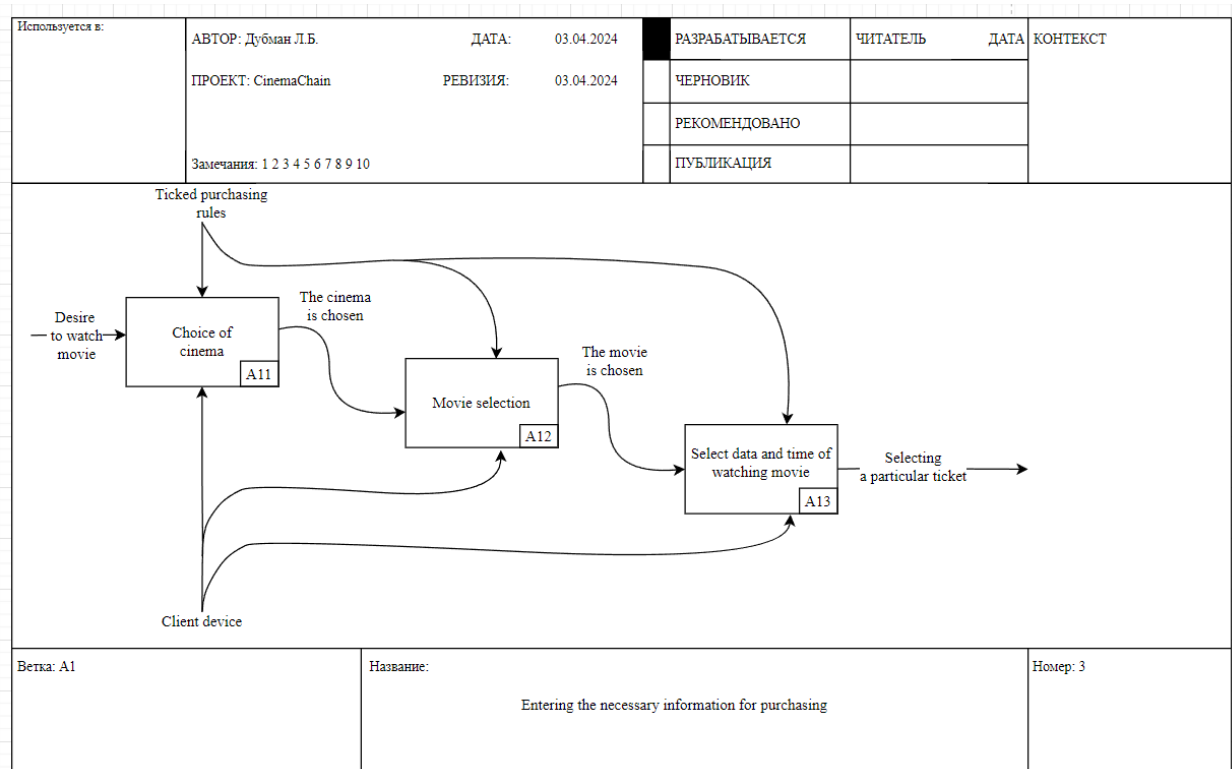 Используется в:
АВТОР: Дубман Л.Б.
ДАТА:
03.04.2024
РАЗРАБАТЫВАЕТСЯ
ЧИТАТЕЛЬ
ДАТА
КОНТЕКСТ
ПРОЕКТ: CinemaChain
РЕВИЗИЯ:
03.04.2024
ЧЕРНОВИК
РЕКОМЕНДОВАНО
Замечания: 1 2 3 4 5 6 7 8 9 10
ПУБЛИКАЦИЯ
Ticked purchasing
rules
Desire
to watch
movie
Choice of
cinema
A11
The cinema
is chosen
Movie selection
A12
The movie
is chosen
Select data and time of
watching movie
A13
Selecting
a particular ticket
Client device
Ветка: A1
Название:
Entering the necessary information for purchasing
Номер: 3